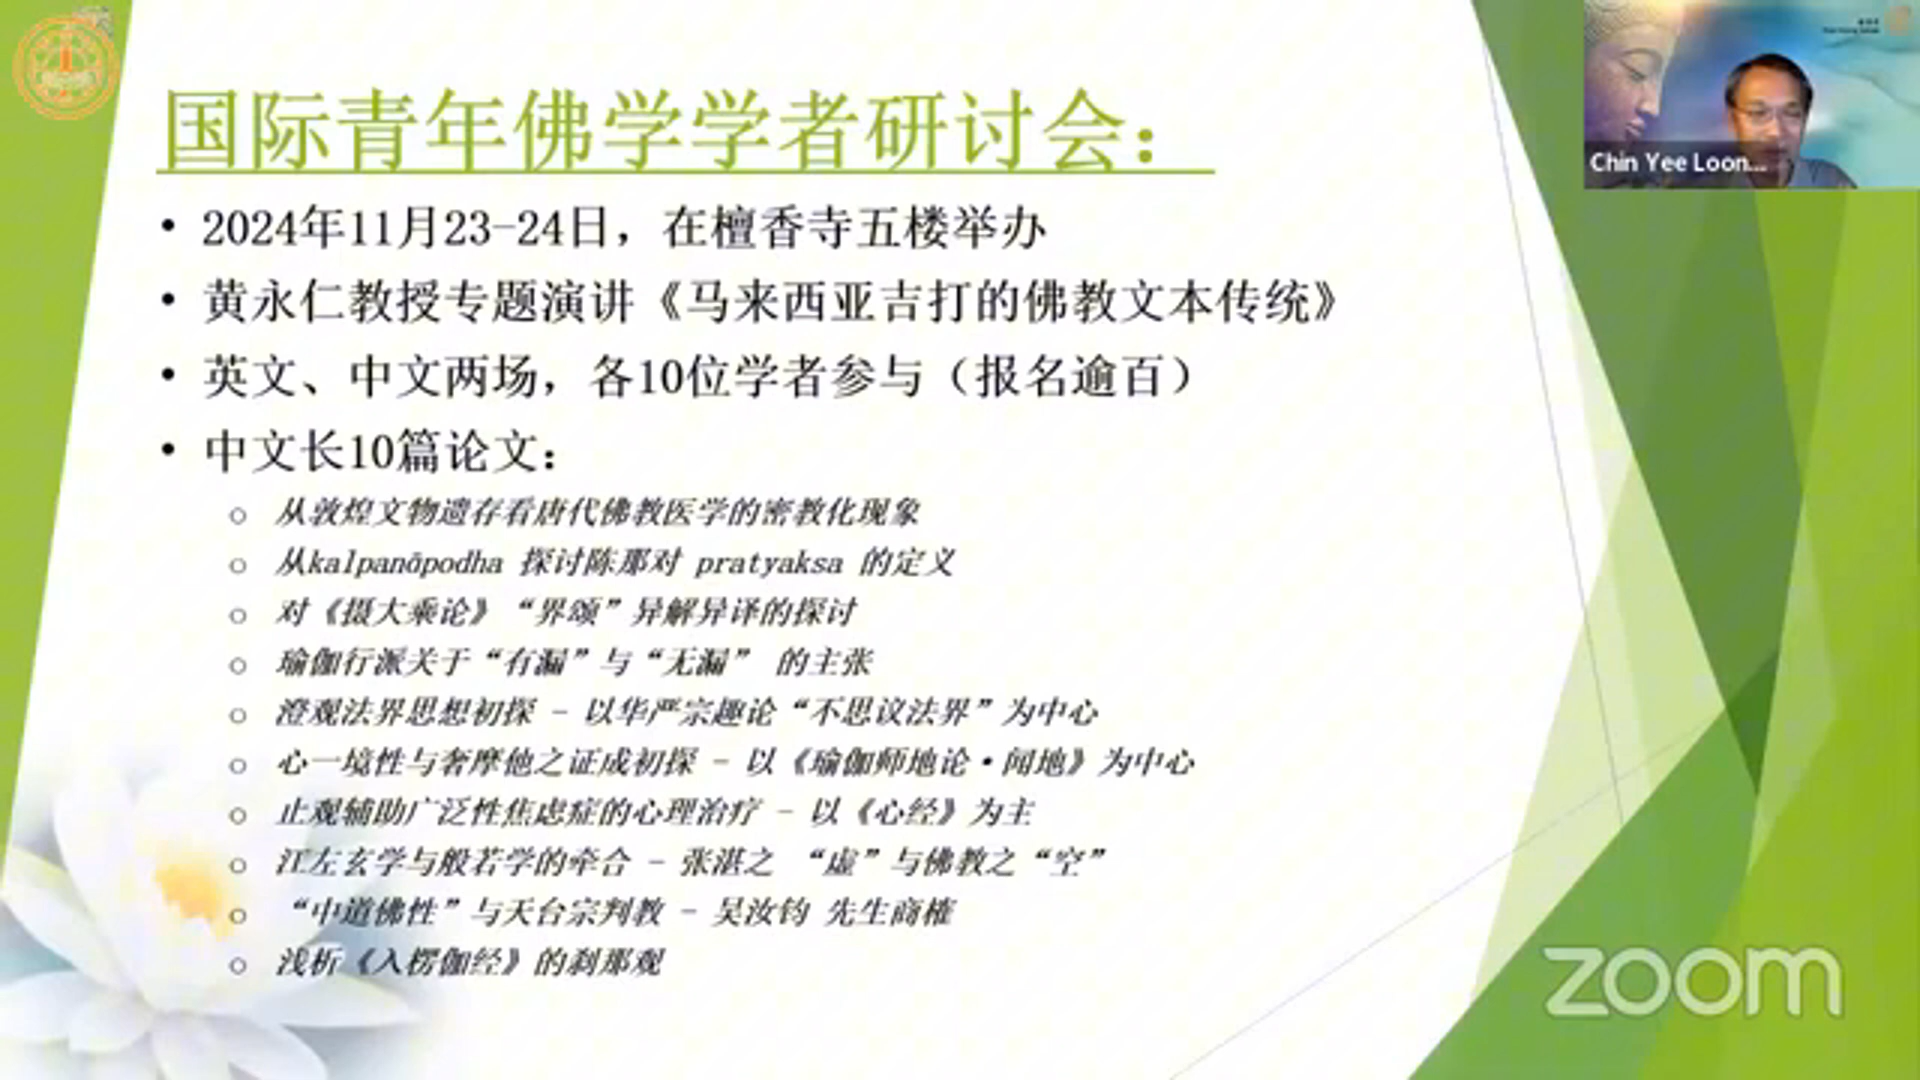 国际青年佛学学者研讨会：
• 2024年11月23-24日，在檀香寺五楼举办
• 黄永仁教授专题演讲《马来西亚吉打的佛教文本传统》
• 英文、中文两场，各10位学者参与（报名逾百）
• 中文长10篇论文：
○ 从敦煌文物遗存看唐代佛教医学的密教化现象
○ 从kalpanāpodha 探讨陈那对 pratyaksa 的定义
○ 对《摄大乘论》“界颂”异解异译的探讨
○ 瑜伽行派关于“有漏”与“无漏” 的主张
○ 澄观法界思想初探 - 以华严宗趣论“不思议法界”为中心
○ 心一境性与奢摩他之证成初探 - 以《瑜伽师地论·闻地》为中心
○ 止观辅助广泛性焦虑症的心理治疗 - 以《心经》为主
○ 江左玄学与般若学的牵合 - 张湛之 “虚”与佛教之“空”
○ “中道佛性”与天台宗判教 - 吴汝钧 先生商榷
○ 浅析《入楞伽经》的刹那观
Chin Yee Loon...
zoom